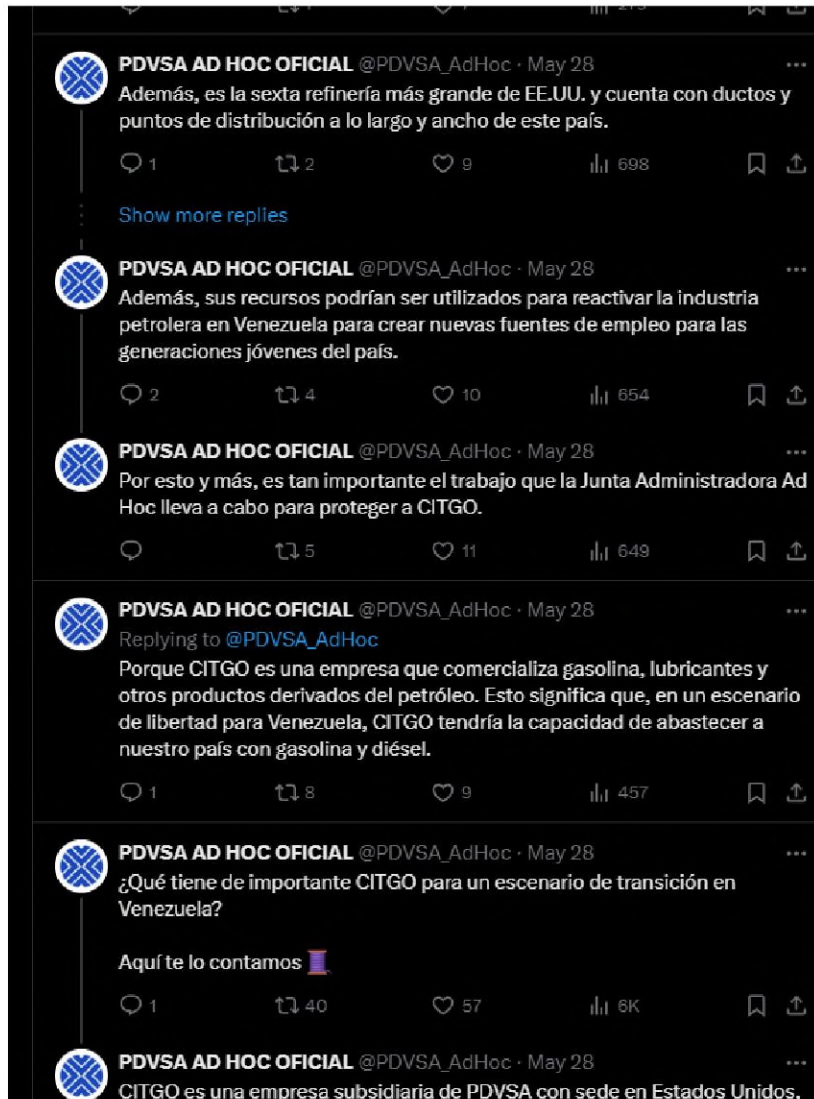 PDVSA AD HOC OFICIAL @PDVSA_AdHoc · May 28
Además, es la sexta refinería más grande de EE.UU. y cuenta con ductos y
puntos de distribución a lo largo y ancho de este país.
1 2 9 698
Show more replies
PDVSA AD HOC OFICIAL @PDVSA_AdHoc · May 28
Además, sus recursos podrían ser utilizados para reactivar la industria
petrolera en Venezuela para crear nuevas fuentes de empleo para las
generaciones jóvenes del país.
2 4 10 654
PDVSA AD HOC OFICIAL @PDVSA_AdHoc · May 28
Por esto y más, es tan importante el trabajo que la Junta Administradora Ad
Hoc lleva a cabo para proteger a CITGO.
5 11 649
PDVSA AD HOC OFICIAL @PDVSA_AdHoc · May 28
Replying to @PDVSA_AdHoc
Porque CITGO es una empresa que comercializa gasolina, lubricantes y
otros productos derivados del petróleo. Esto significa que, en un escenario
de libertad para Venezuela, CITGO tendría la capacidad de abastecer a
nuestro país con gasolina y diésel.
1 8 9 457
PDVSA AD HOC OFICIAL @PDVSA_AdHoc · May 28
¿Qué tiene de importante CITGO para un escenario de transición en
Venezuela?
Aquí te lo contamos 🧵
1 40 57 6K
PDVSA AD HOC OFICIAL @PDVSA_AdHoc · May 28
CITGO es una empresa subsidiaria de PDVSA con sede en Estados Unidos,